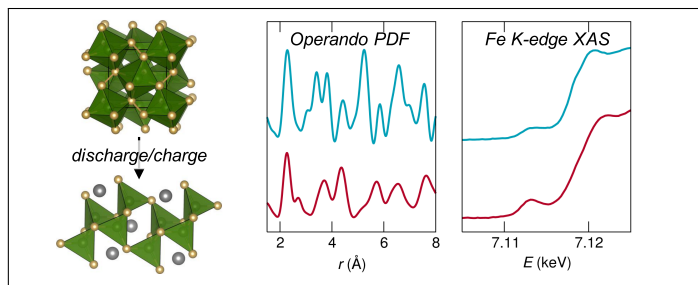 discharge/charge
Operando PDF
2 4 6 8
r (Å)
Fe K-edge XAS
7.11 7.12
E (keV)